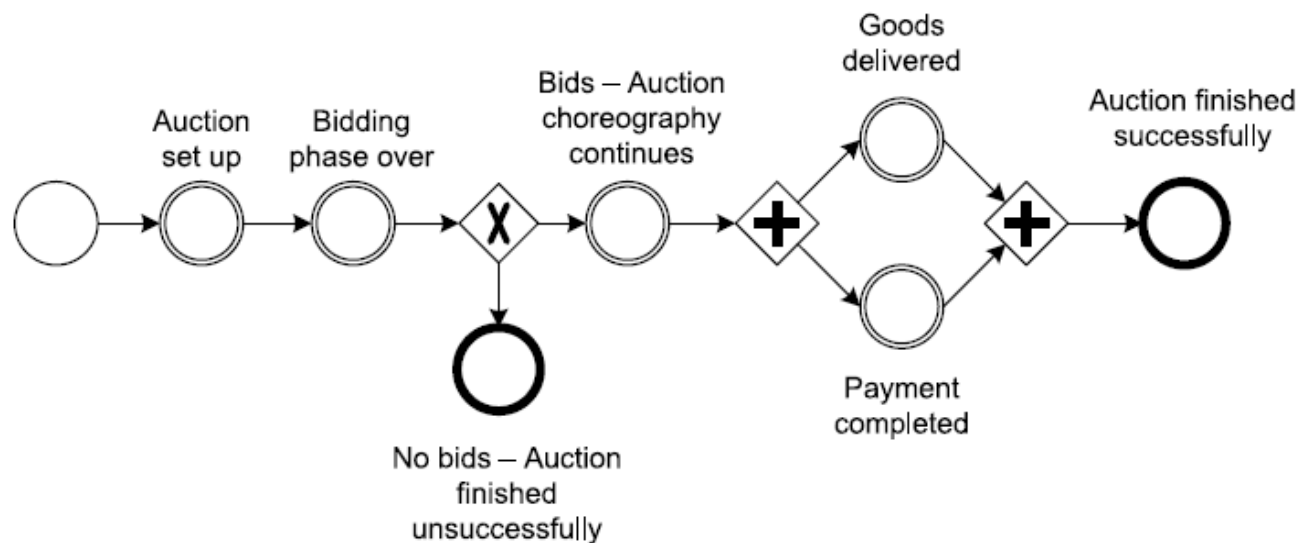 Auction
set up
Bidding
phase over
Bids – Auction
choreography
continues
Goods
delivered
Auction finished
successfully
Payment
completed
No bids – Auction
finished
unsuccessfully